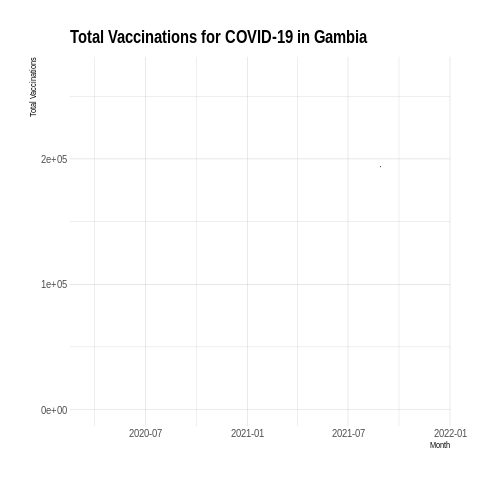 Total Vaccinations for COVID-19 in Gambia
Total Vaccinations
2e+05
1e+05
0e+00
2020-07 2021-01 2021-07 2022-01
Month